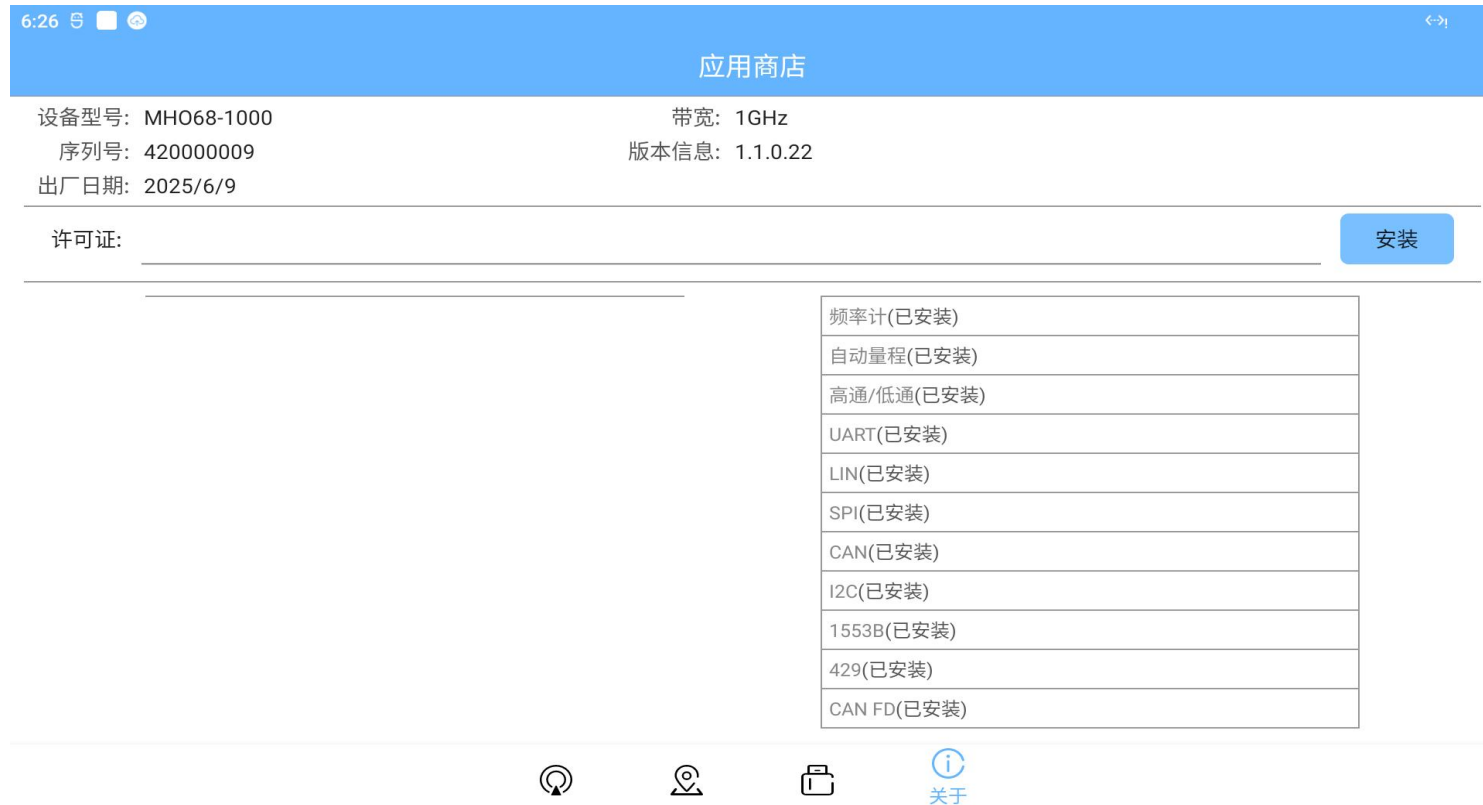 6:26
应用商店
设备型号: MHO68-1000
带宽: 1GHz
序列号: 420000009
版本信息: 1.1.0.22
出厂日期: 2025/6/9
许可证:
安装
频率计(已安装)
自动量程(已安装)
高通/低通(已安装)
UART(已安装)
LIN(已安装)
SPI(已安装)
CAN(已安装)
I2C(已安装)
1553B(已安装)
429(已安装)
CAN FD(已安装)
关于